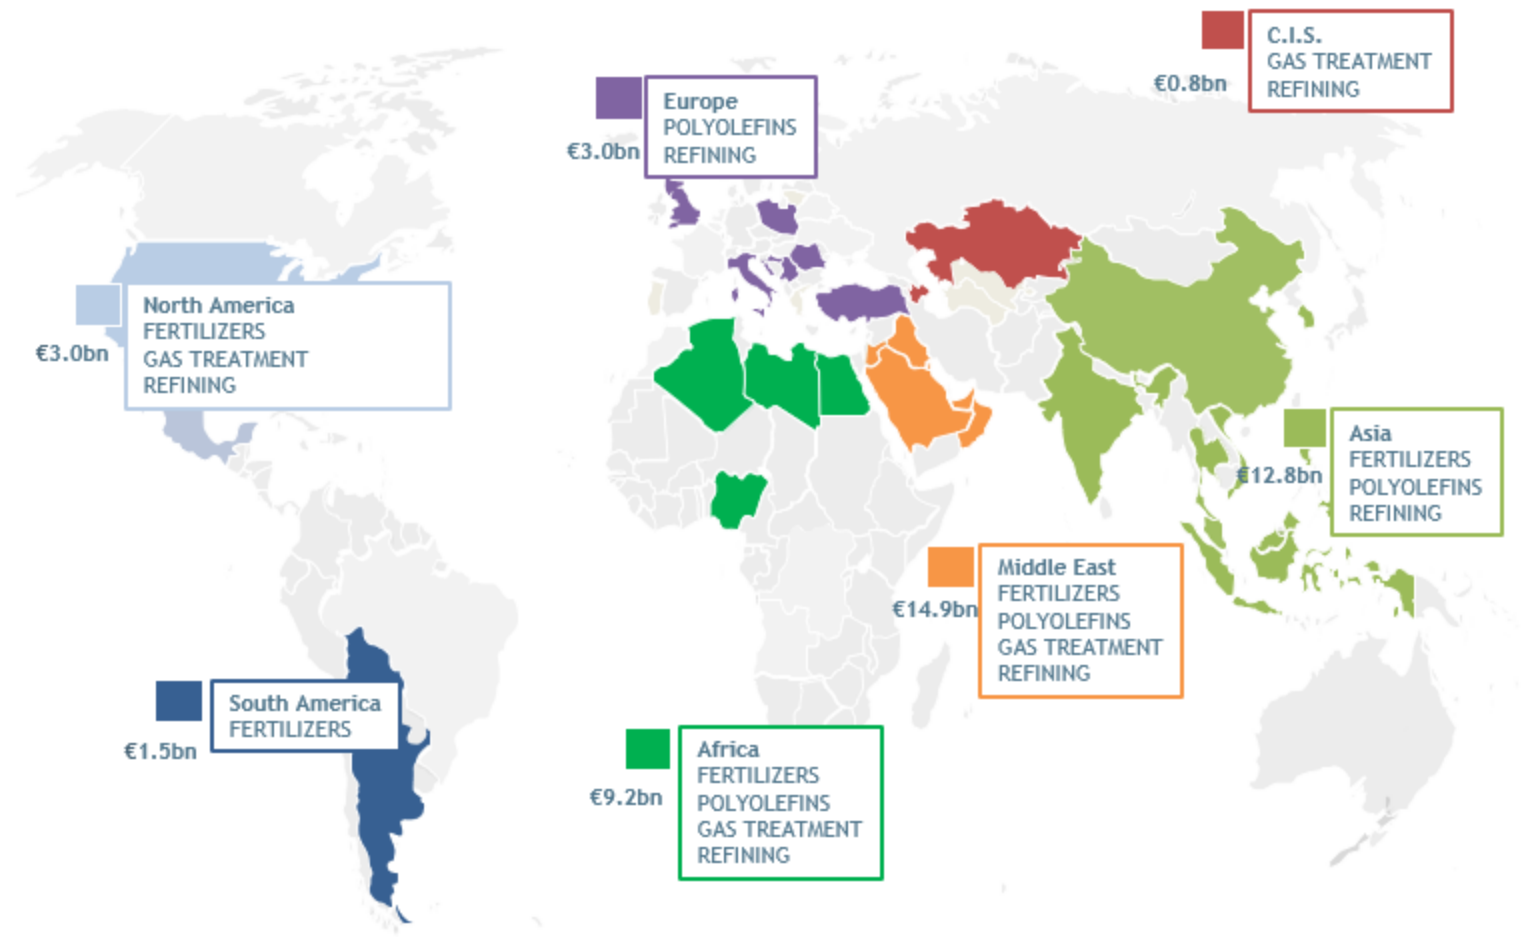 C.I.S.
GAS TREATMENT
REFINING
€0.8bn
Europe
POLYOLEFINS
REFINING
€3.0bn
North America
FERTILIZERS
GAS TREATMENT
REFINING
€3.0bn
Asia
FERTILIZERS
POLYOLEFINS
REFINING
€12.8bn
Middle East
FERTILIZERS
POLYOLEFINS
GAS TREATMENT
REFINING
€14.9bn
South America
FERTILIZERS
€1.5bn
Africa
FERTILIZERS
POLYOLEFINS
GAS TREATMENT
REFINING
€9.2bn